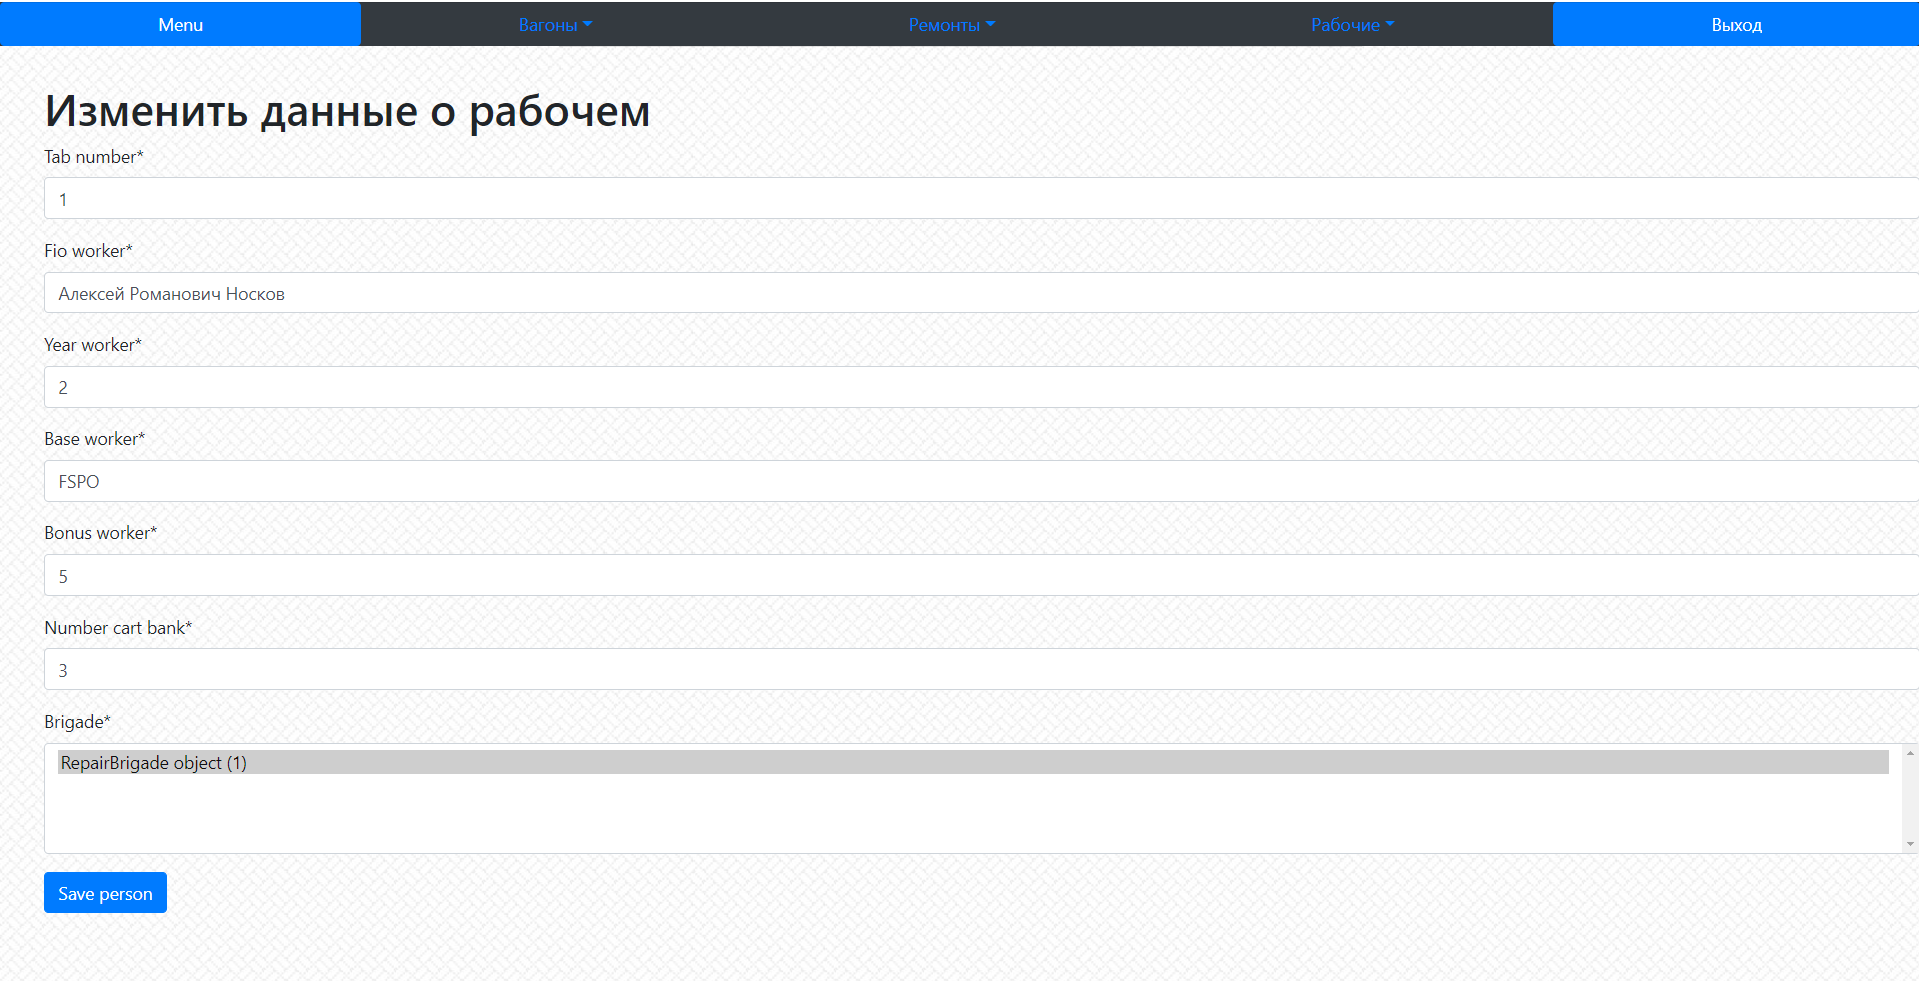 Menu Вагоны Ремонты Рабочие Выход
Изменить данные о рабочем
Tab number*
1
Fio worker*
Алексей Романович Носков
Year worker*
2
Base worker*
FSPO
Bonus worker*
5
Number cart bank*
3
Brigade*
RepairBrigade object (1)
Save person